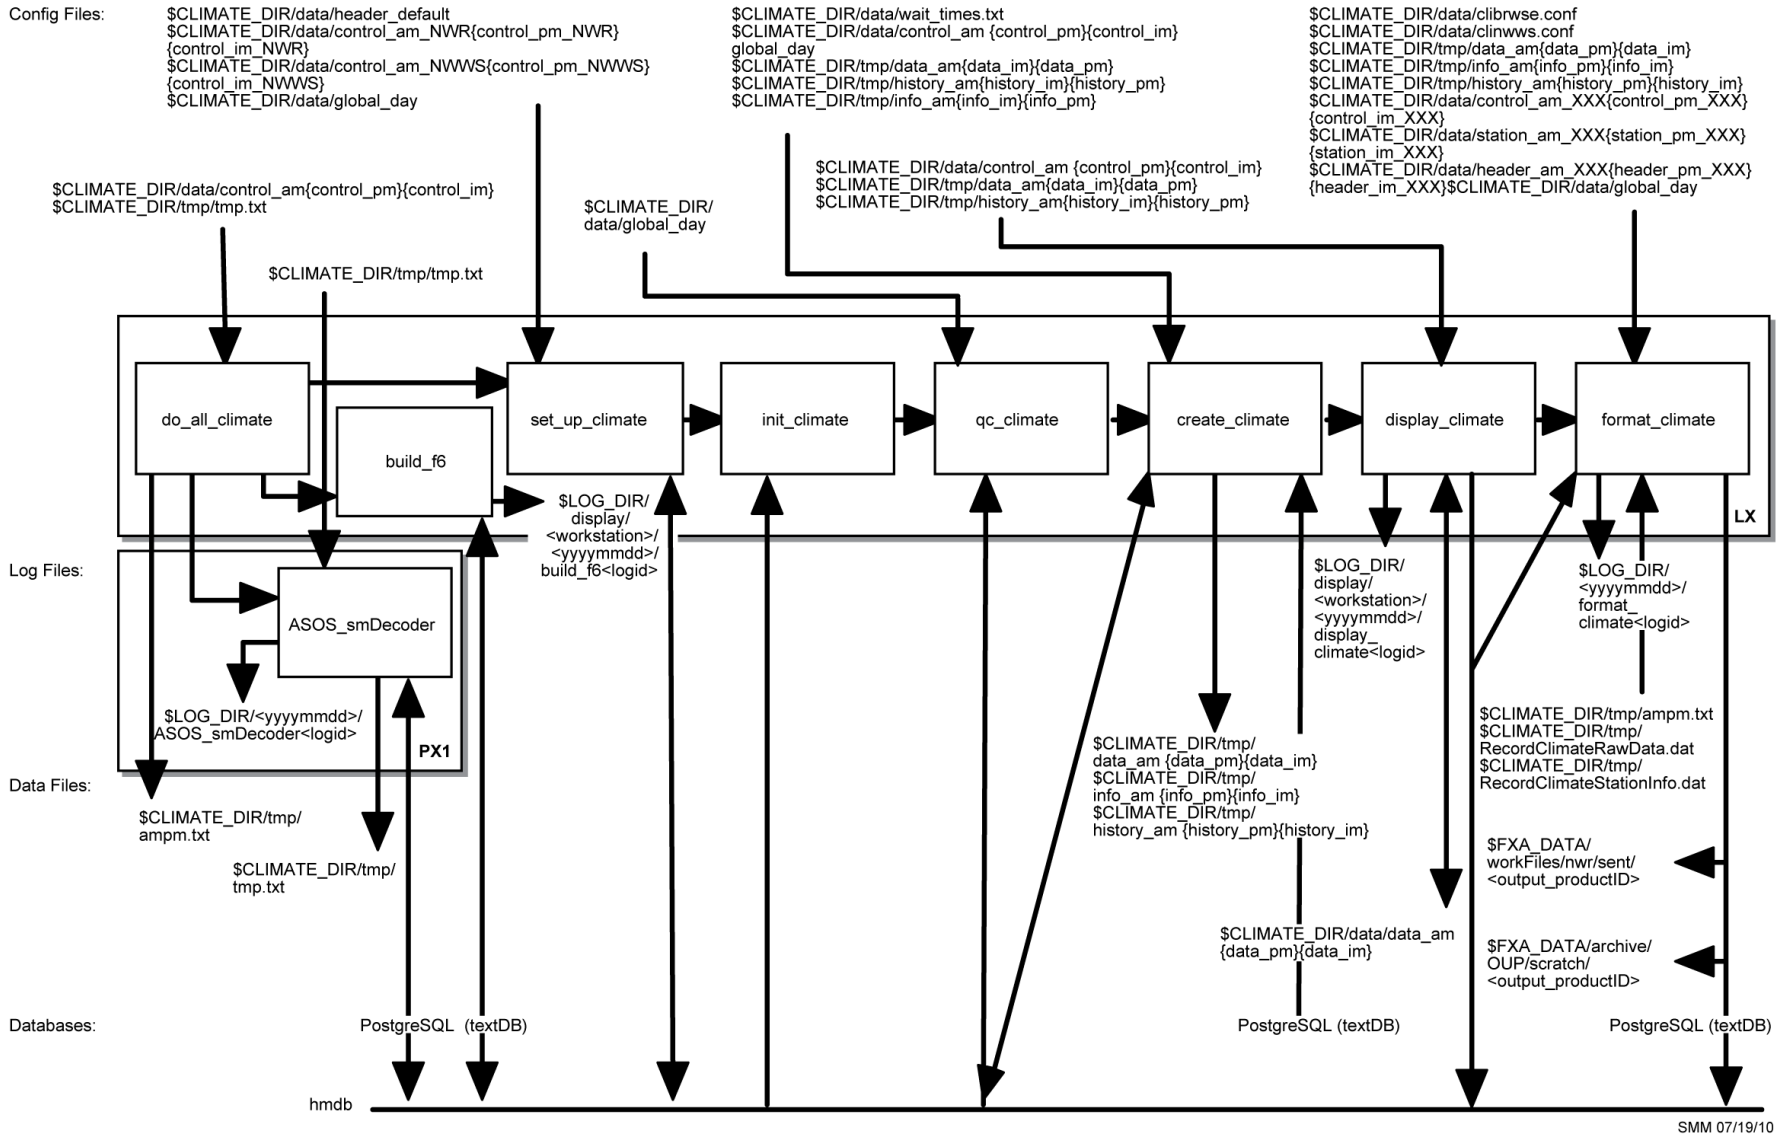 Config Files:
$CLIMATE_DIR/data/header_default
$CLIMATE_DIR/data/control_am_NWR{control_pm_NWR}
{control_im_NWR}
$CLIMATE_DIR/data/control_am_NWWS{control_pm_NWWS}
{control_im_NWWS}
$CLIMATE_DIR/data/global_day
$CLIMATE_DIR/data/wait_times.txt
$CLIMATE_DIR/data/control_am {control_pm}{control_im}
global_day
$CLIMATE_DIR/tmp/data_am{data_im}{data_pm}
$CLIMATE_DIR/tmp/history_am{history_im}{history_pm}
$CLIMATE_DIR/tmp/info_am{info_im}{info_pm}
$CLIMATE_DIR/data/clibrwse.conf
$CLIMATE_DIR/data/clinwws.conf
$CLIMATE_DIR/tmp/data_am{data_pm}{data_im}
$CLIMATE_DIR/tmp/info_am{info_pm}{info_im}
$CLIMATE_DIR/tmp/history_am{history_pm}{history_im}
$CLIMATE_DIR/data/control_am_XXX{control_pm_XXX}
{control_im_XXX}
$CLIMATE_DIR/data/station_am_XXX{station_pm_XXX}
{station_im_XXX}
$CLIMATE_DIR/data/header_am_XXX{header_pm_XXX}
{header_im_XXX}$CLIMATE_DIR/data/global_day
$CLIMATE_DIR/data/control_am{control_pm}{control_im}
$CLIMATE_DIR/tmp/tmp.txt
$CLIMATE_DIR/
data/global_day
$CLIMATE_DIR/data/control_am {control_pm}{control_im}
$CLIMATE_DIR/tmp/data_am{data_im}{data_pm}
$CLIMATE_DIR/tmp/history_am{history_im}{history_pm}
$CLIMATE_DIR/tmp/tmp.txt
do_all_climate
build_f6
set_up_climate
init_climate
qc_climate
create_climate
display_climate
format_climate
LX
$LOG_DIR/
display/
<workstation>/
<yyyymmdd>/
build_f6<logid>
Log Files:
ASOS_smDecoder
$LOG_DIR/<yyyymmdd>/
ASOS_smDecoder<logid>
PX1
$LOG_DIR/
display/
<workstation>/
<yyyymmdd>/
display_
climate<logid>
$LOG_DIR/
<yyyymmdd>/
format_
climate<logid>
$CLIMATE_DIR/tmp/ampm.txt
$CLIMATE_DIR/tmp/
RecordClimateRawData.dat
$CLIMATE_DIR/tmp/
RecordClimateStationInfo.dat
Data Files:
$CLIMATE_DIR/tmp/
ampm.txt
$CLIMATE_DIR/tmp/
tmp.txt
$CLIMATE_DIR/tmp/
data_am {data_pm}{data_im}
$CLIMATE_DIR/tmp/
info_am {info_pm}{info_im}
$CLIMATE_DIR/tmp/
history_am {history_pm}{history_im}
$CLIMATE_DIR/data/data_am
{data_pm}{data_im}
$FXA_DATA/
workFiles/nwr/sent/
<output_productID>
$FXA_DATA/archive/
OUP/scratch/
<output_productID>
Databases:
PostgreSQL (textDB)
PostgreSQL (textDB)
PostgreSQL (textDB)
hmdb
SMM 07/19/10